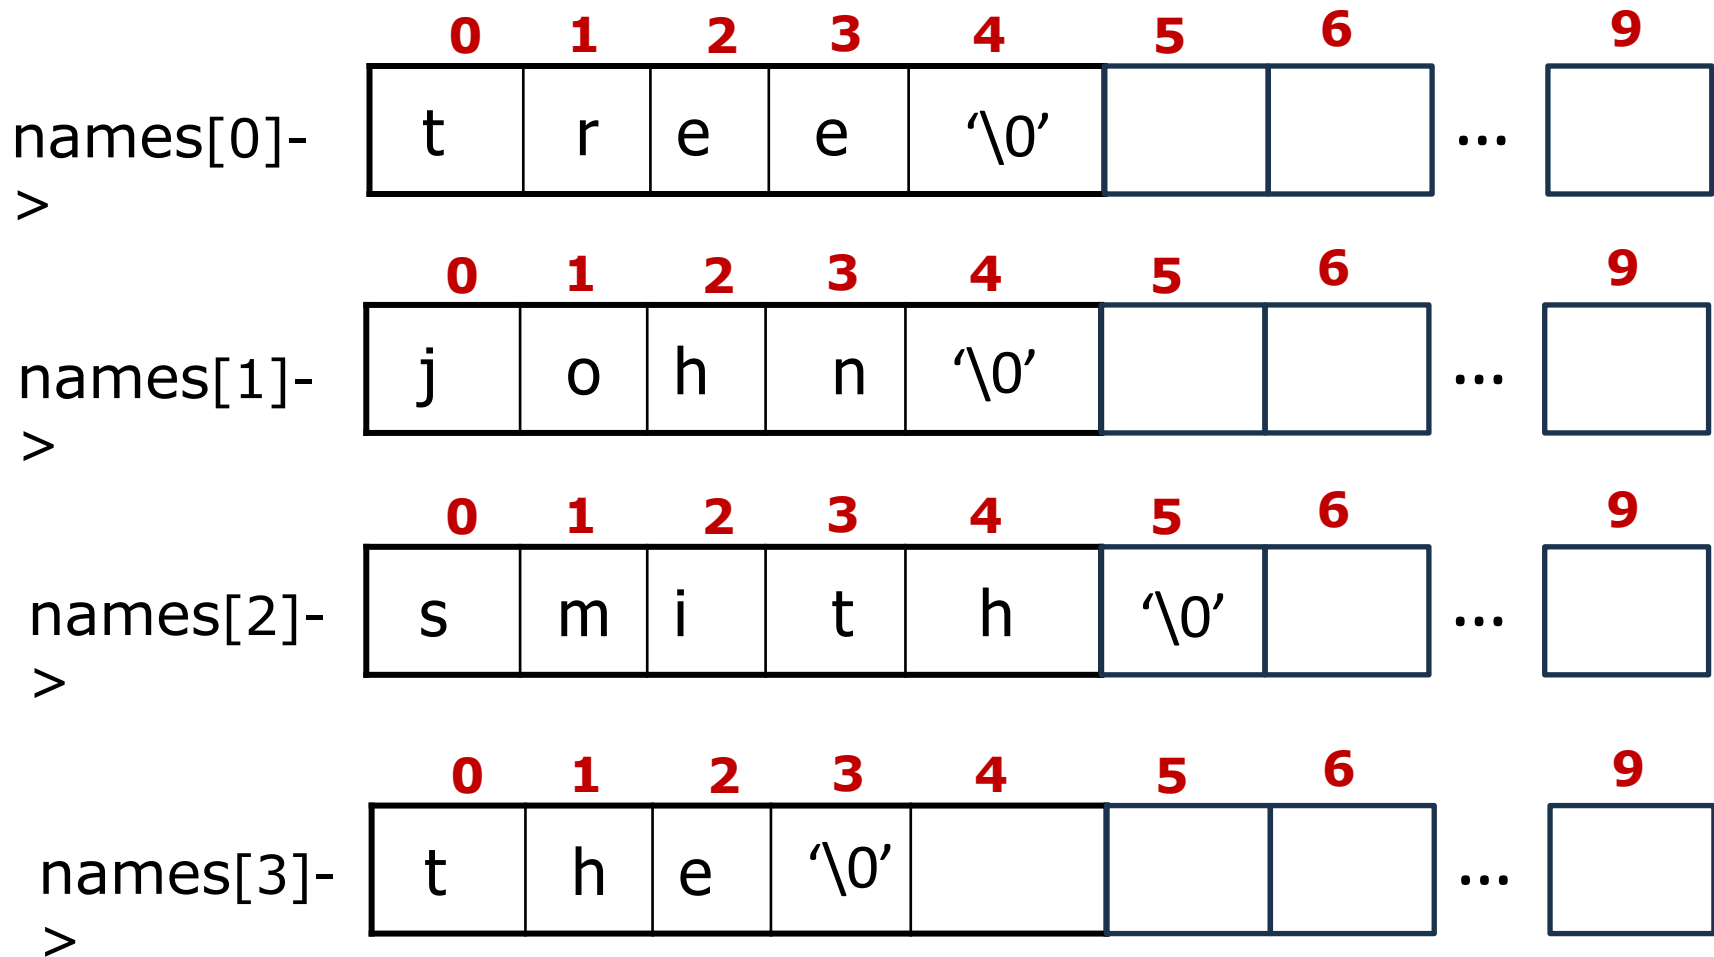 0 1 2 3 4 5 6 9
names[0]-> t r e e ‘\0’ ...
0 1 2 3 4 5 6 9
names[1]-> j o h n ‘\0’ ...
0 1 2 3 4 5 6 9
names[2]-> s m i t h ‘\0’ ...
0 1 2 3 4 5 6 9
names[3]-> t h e ‘\0’ ...